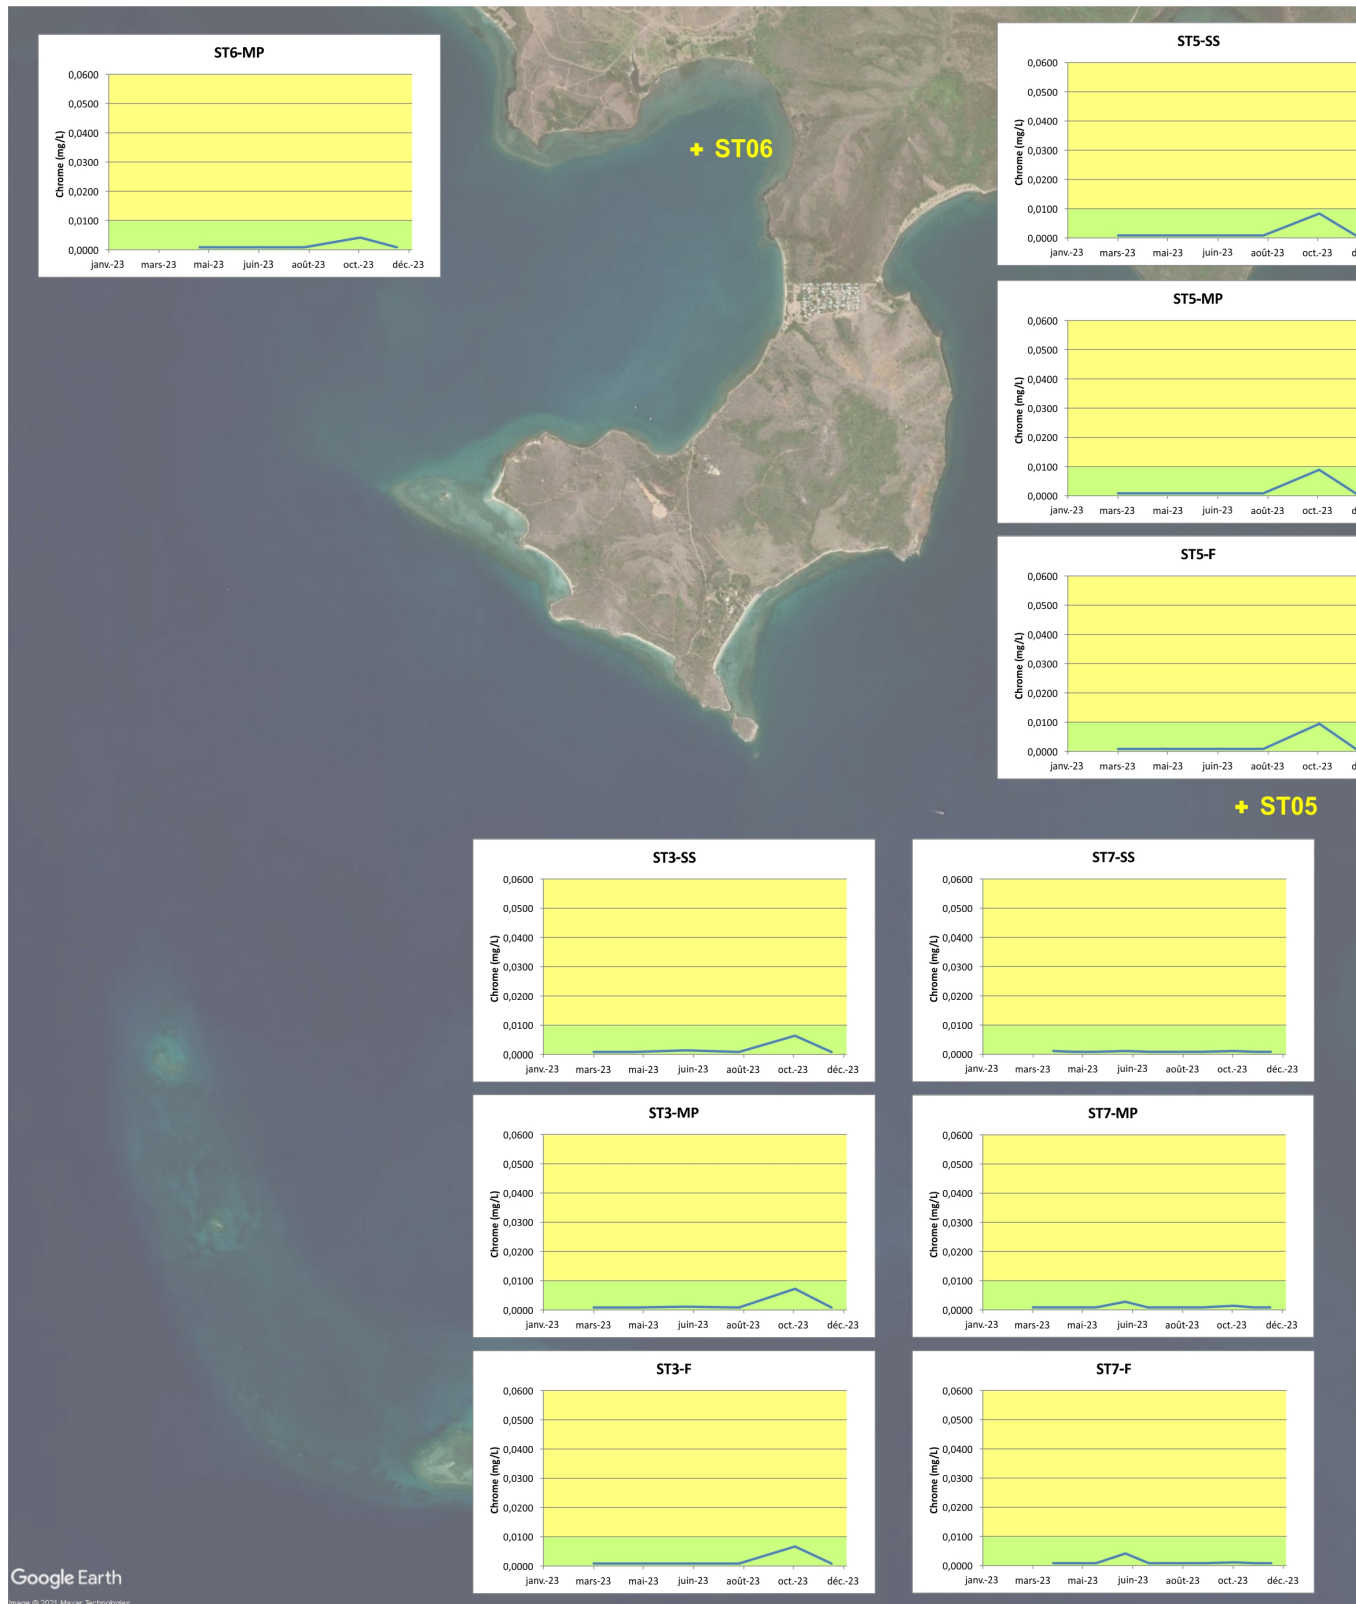 ST6-MP
0,0600
0,0500
0,0400
0,0300
0,0200
0,0100
0,0000
Chrome (mg/L)
janv.-23 mars-23 mai-23 juin-23 août-23 oct.-23 déc.-23
ST06
ST5-SS
0,0600
0,0500
0,0400
0,0300
0,0200
0,0100
0,0000
Chrome (mg/L)
janv.-23 mars-23 mai-23 juin-23 août-23 oct.-23 d
ST5-MP
0,0600
0,0500
0,0400
0,0300
0,0200
0,0100
0,0000
Chrome (mg/L)
janv.-23 mars-23 mai-23 juin-23 août-23 oct.-23 d
ST5-F
0,0600
0,0500
0,0400
0,0300
0,0200
0,0100
0,0000
Chrome (mg/L)
janv.-23 mars-23 mai-23 juin-23 août-23 oct.-23 d
ST05
ST3-SS
0,0600
0,0500
0,0400
0,0300
0,0200
0,0100
0,0000
Chrome (mg/L)
janv.-23 mars-23 mai-23 juin-23 août-23 oct.-23 déc.-23
ST7-SS
0,0600
0,0500
0,0400
0,0300
0,0200
0,0100
0,0000
Chrome (mg/L)
janv.-23 mars-23 mai-23 juin-23 août-23 oct.-23 déc.-23
ST3-MP
0,0600
0,0500
0,0400
0,0300
0,0200
0,0100
0,0000
Chrome (mg/L)
janv.-23 mars-23 mai-23 juin-23 août-23 oct.-23 déc.-23
ST7-MP
0,0600
0,0500
0,0400
0,0300
0,0200
0,0100
0,0000
Chrome (mg/L)
janv.-23 mars-23 mai-23 juin-23 août-23 oct.-23 déc.-23
ST3-F
0,0600
0,0500
0,0400
0,0300
0,0200
0,0100
0,0000
Chrome (mg/L)
janv.-23 mars-23 mai-23 juin-23 août-23 oct.-23 déc.-23
ST7-F
0,0600
0,0500
0,0400
0,0300
0,0200
0,0100
0,0000
Chrome (mg/L)
janv.-23 mars-23 mai-23 juin-23 août-23 oct.-23 déc.-23
Google Earth
Image © 2021 Maxar Technologies